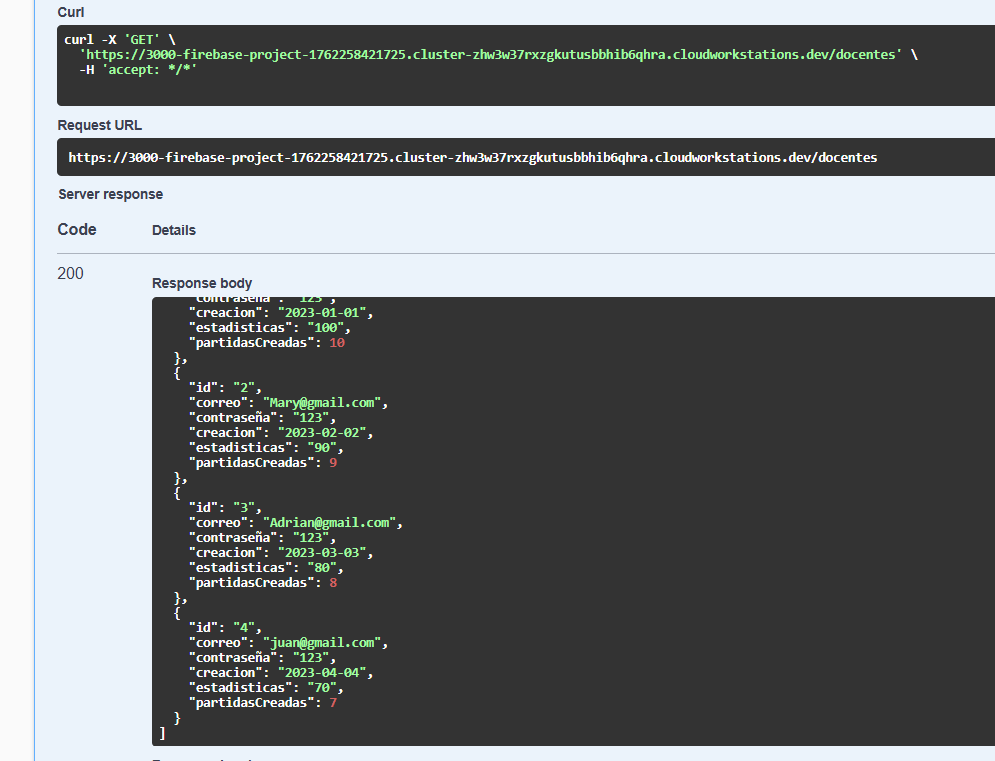 Curl
curl -X 'GET' \
'https://3000-firebase-project-1762258421725.cluster-zhw3w37rxzgkutusbbhib6qhra.cloudworkstations.dev/docentes' \
-H 'accept: */*'
Request URL
https://3000-firebase-project-1762258421725.cluster-zhw3w37rxzgkutusbbhib6qhra.cloudworkstations.dev/docentes
Server response
Code Details
200
Response body
"contraseña": "123",
"creacion": "2023-01-01",
"estadisticas": "100",
"partidasCreadas": 10
},
{
"id": "2",
"correo": "Mary@gmail.com",
"contraseña": "123",
"creacion": "2023-02-02",
"estadisticas": "90",
"partidasCreadas": 9
},
{
"id": "3",
"correo": "Adrian@gmail.com",
"contraseña": "123",
"creacion": "2023-03-03",
"estadisticas": "80",
"partidasCreadas": 8
},
{
"id": "4",
"correo": "juan@gmail.com",
"contraseña": "123",
"creacion": "2023-04-04",
"estadisticas": "70",
"partidasCreadas": 7
}
]